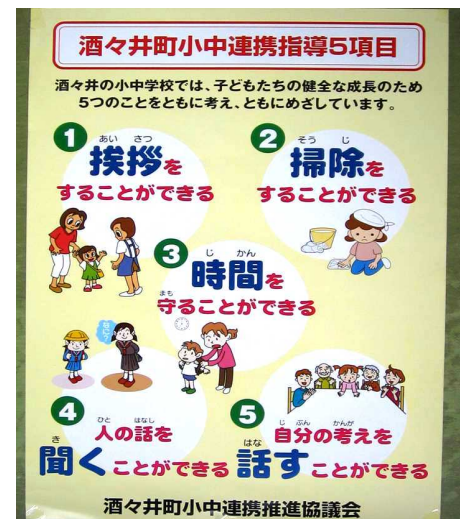 酒々井町小中連携指導5項目
酒々井の小中学校では、子どもたちの健全な成長のため
5つのことをともに考え、ともにめざしています。
1
あい さつ
挨拶を
することができる
2
そう じ
掃除を
することができる
3
じ かん
時間を
まも
守ることができる
なに?
4
ひと はなし
人の話を
き
聞くことができる
5
じ ぶん かんが
自分の考えを
はな
話すことができる
酒々井町小中連携推進協議会